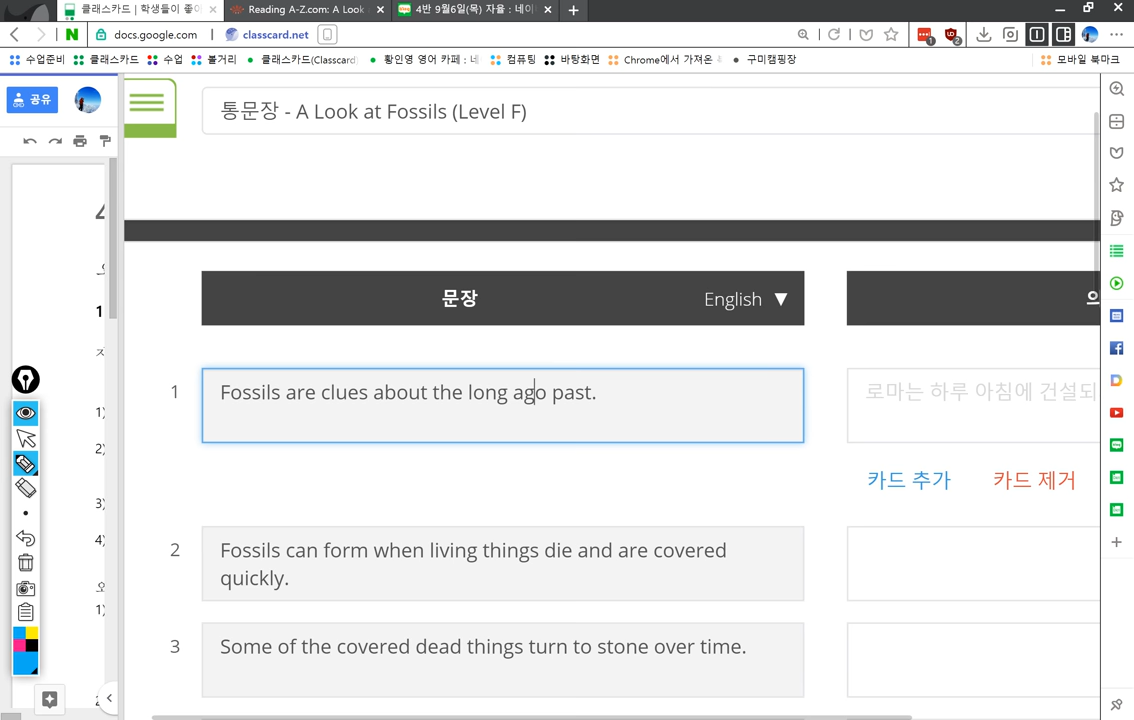 클래스카드 | 학생들이 좋아
Reading A-Z.com: A Look
4반 9월6일(목) 자율 : 네이
docs.google.com
classcard.net
수업준비
클래스카드
수업
볼거리
클래스카드(Classcard
황인영 영어 카페 : 네
컴퓨팅
바탕화면
Chrome에서 가져온
구미캠핑장
모바일 북마크
공유
통문장 - A Look at Fossils (Level F)
문장
English ▼
1 Fossils are clues about the long ago past.
로마는 하루 아침에 건설되
카드 추가
카드 제거
2 Fossils can form when living things die and are covered
quickly.
3 Some of the covered dead things turn to stone over time.
1
1)
2)
3)
4)
1)